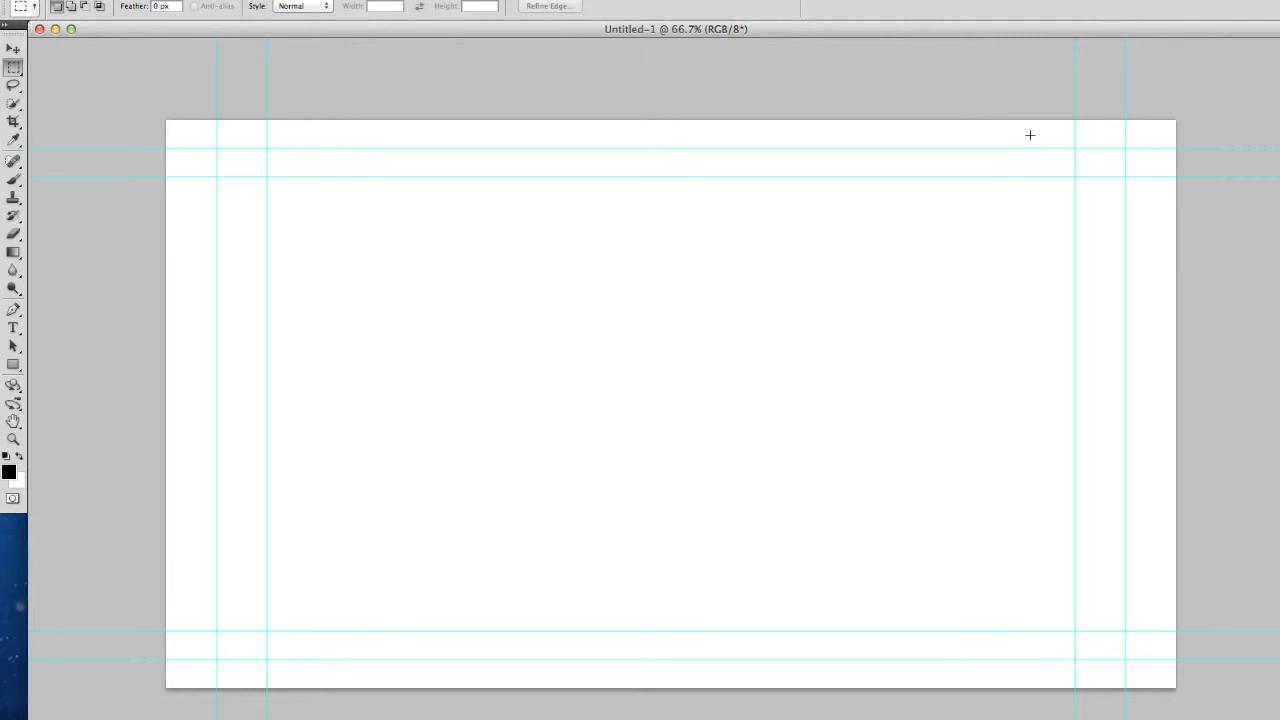 Feather: 0 px Anti-alias Style: Normal Width: Height: Refine Edge...
Untitled-1 @ 66.7% (RGB/8*)
T